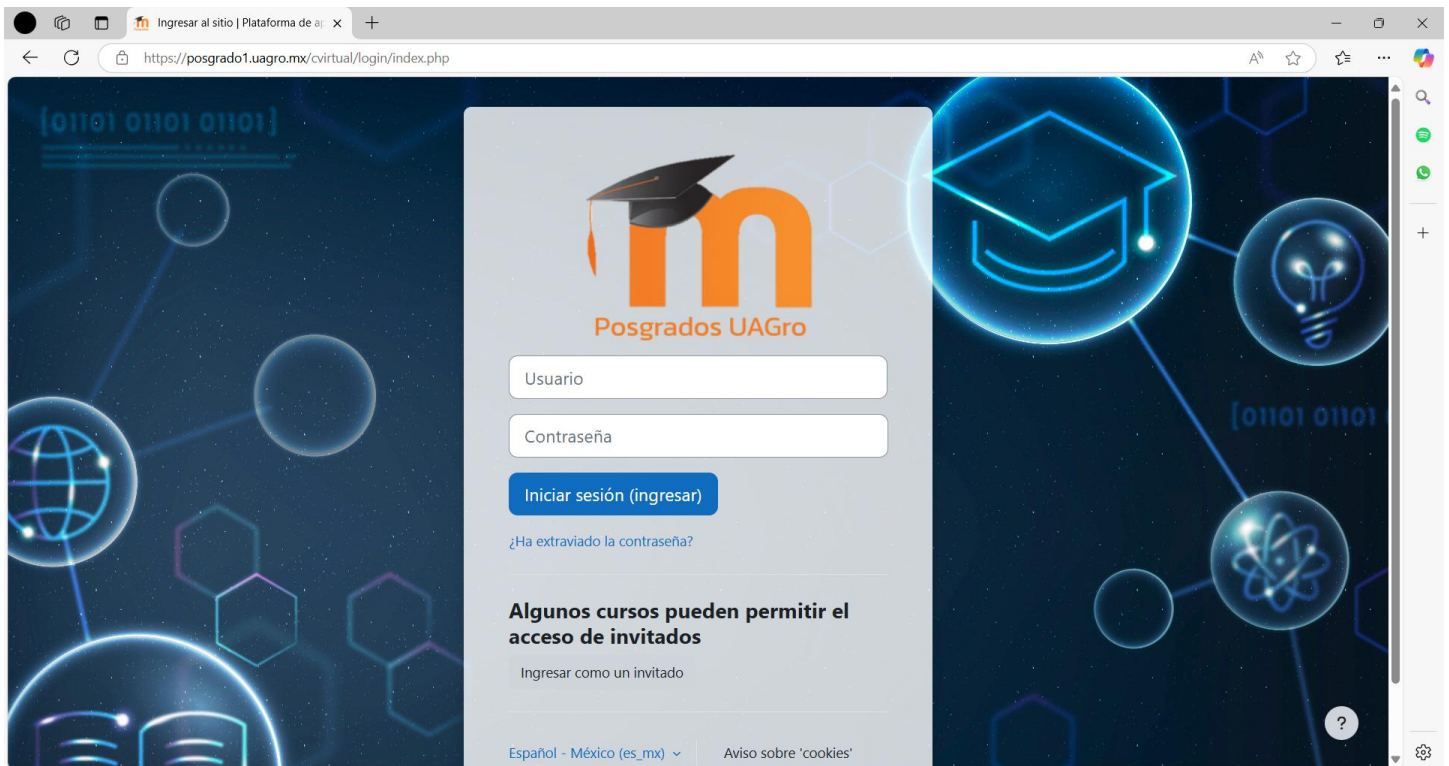 Ingresar al sitio | Plataforma de ap
https://posgrado1.uagro.mx/cvirtual/login/index.php
[01101 01101 01101]
m
Posgrados UAGro
Usuario
Contraseña
Iniciar sesión (ingresar)
¿Ha extraviado la contraseña?
[01101 01101
Algunos cursos pueden permitir el
acceso de invitados
Ingresar como un invitado
?
Español - México (es_mx)
Aviso sobre 'cookies'